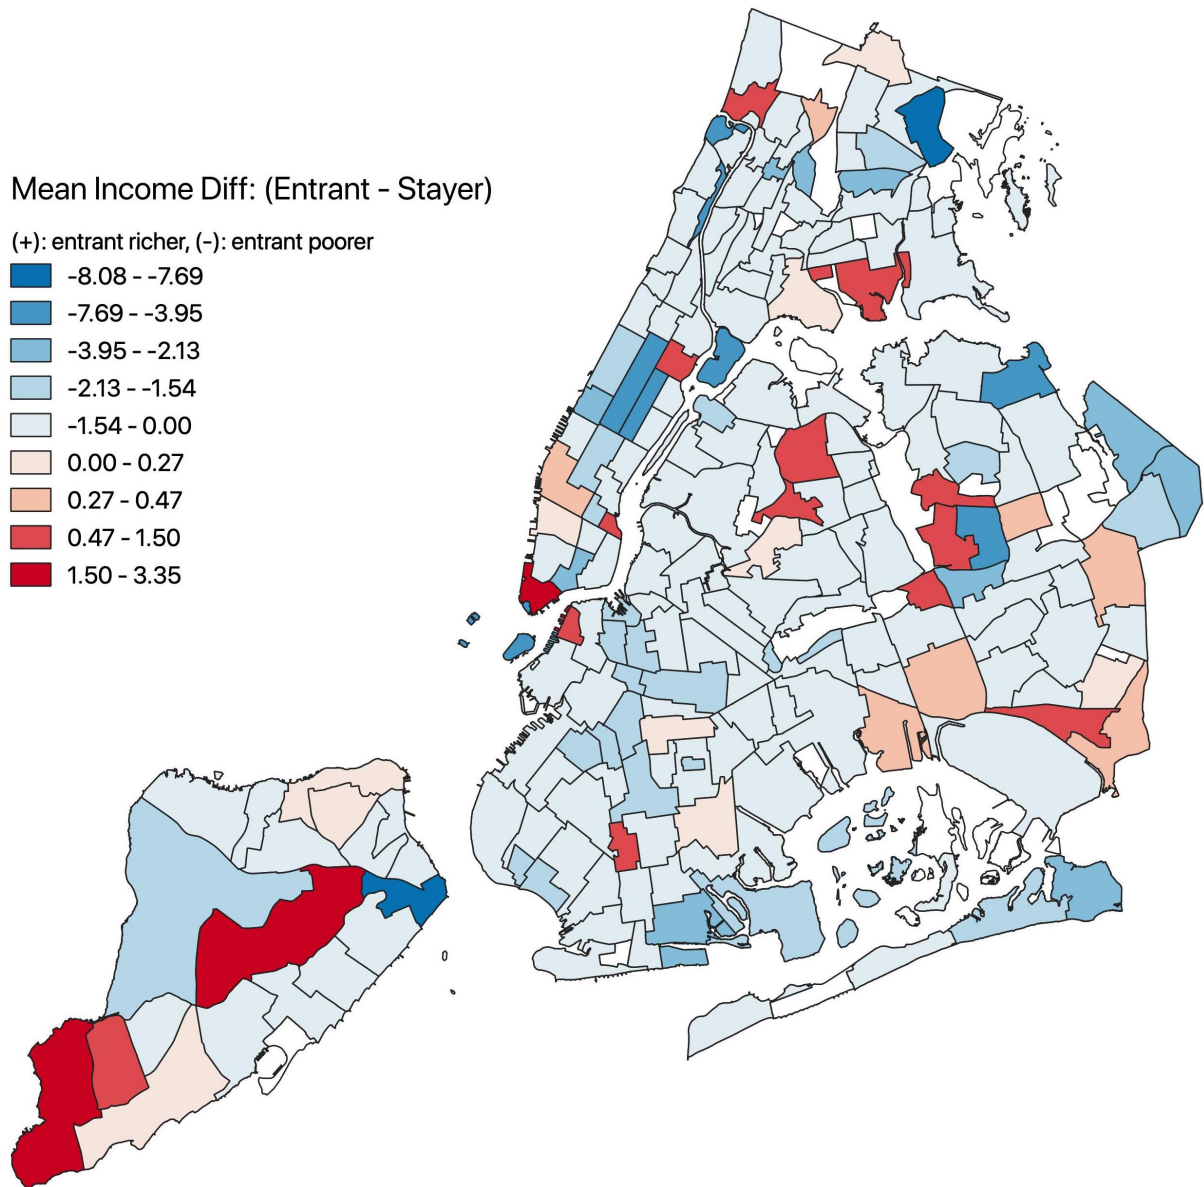 Mean Income Diff: (Entrant - Stayer)
(+): entrant richer, (-): entrant poorer
-8.08 - -7.69
-7.69 - -3.95
-3.95 - -2.13
-2.13 - -1.54
-1.54 - 0.00
0.00 - 0.27
0.27 - 0.47
0.47 - 1.50
1.50 - 3.35